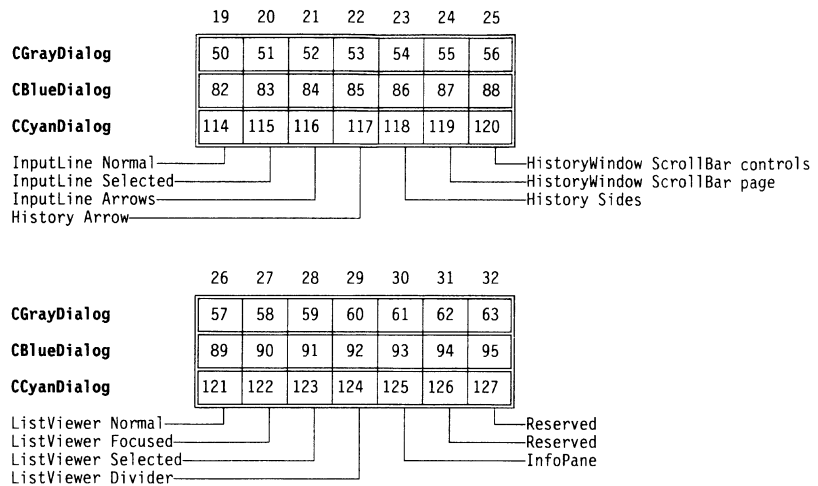 19 20 21 22 23 24 25
CGrayDialog 50 51 52 53 54 55 56
CBlueDialog 82 83 84 85 86 87 88
CCyanDialog 114 115 116 117 118 119 120
InputLine Normal HistoryWindow ScrollBar controls
InputLine Selected HistoryWindow ScrollBar page
InputLine Arrows History Sides
History Arrow
26 27 28 29 30 31 32
CGrayDialog 57 58 59 60 61 62 63
CBlueDialog 89 90 91 92 93 94 95
CCyanDialog 121 122 123 124 125 126 127
ListViewer Normal Reserved
ListViewer Focused Reserved
ListViewer Selected InfoPane
ListViewer Divider